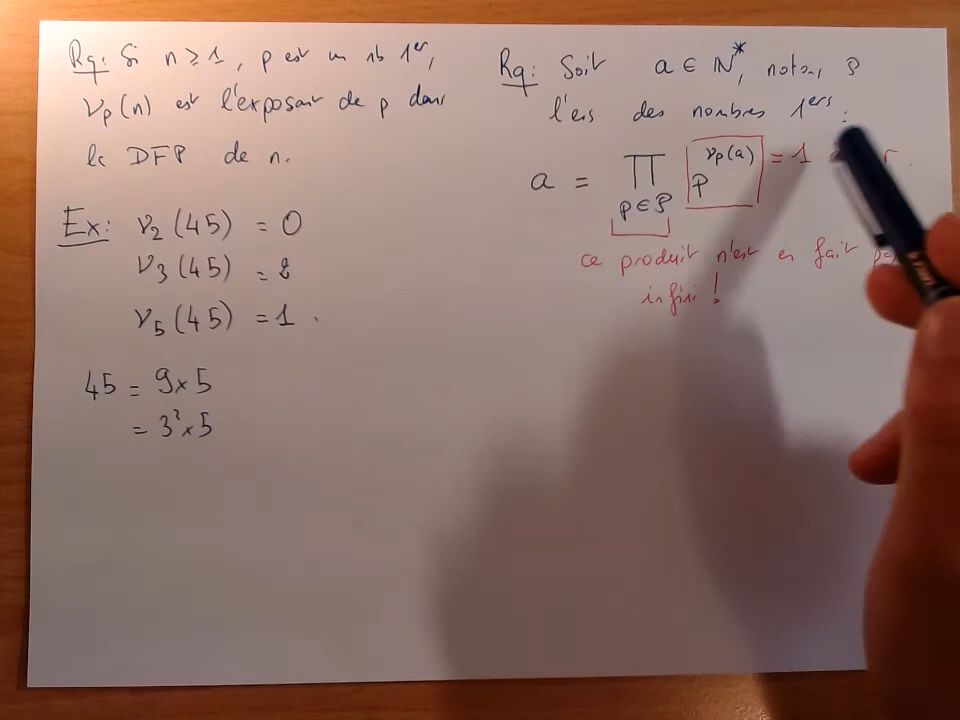 Rq: Si n ≥ 1, p est un nb 1er,
νp(n) est l'exposant de p dans
la DFP de n.
Ex: ν2(45) = 0
ν3(45) = 2
ν5(45) = 1.
45 = 9×5
= 3²×5
Rq: Soit a ∈ ℕ*, notons P
l'ens des nombres 1ers :
a = ∏ p∈P p^νp(a) = 1
ce produit n'est en fait pas
infini !